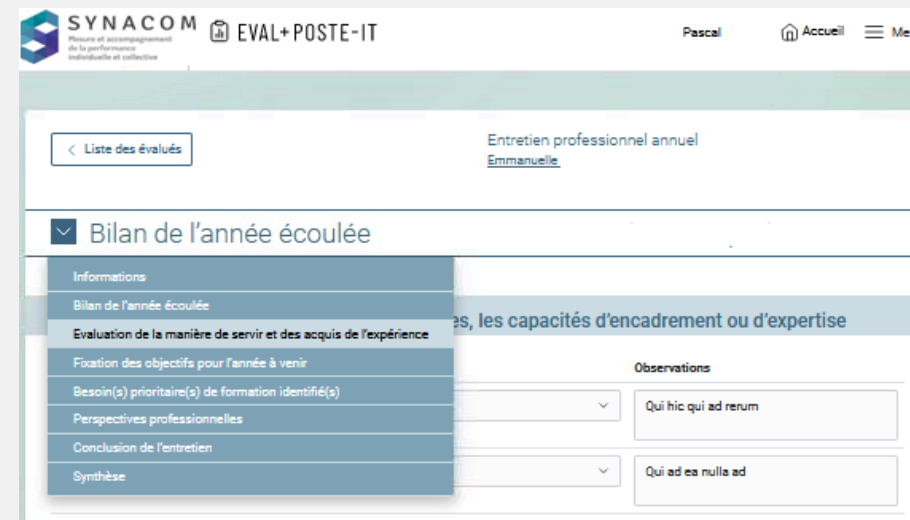 SYNACOM
Mesure et accompagnement
de la performance
individuelle et collective
EVAL+POSTE-IT
Pascal
Accueil
Me
Liste des évalués
Entretien professionnel annuel
Emmanuelle
Bilan de l'année écoulée
Informations
Bilan de l'année écoulée
Evaluation de la manière de servir et des acquis de l'expérience
Fixation des objectifs pour l'année à venir
Besoin(s) prioritaire(s) de formation identifié(s)
Perspectives professionnelles
Conclusion de l'entretien
Synthèse
es, les capacités d'encadrement ou d'expertise
Observations
Qui hic qui ad rerum
Qui ad ea nulla ad